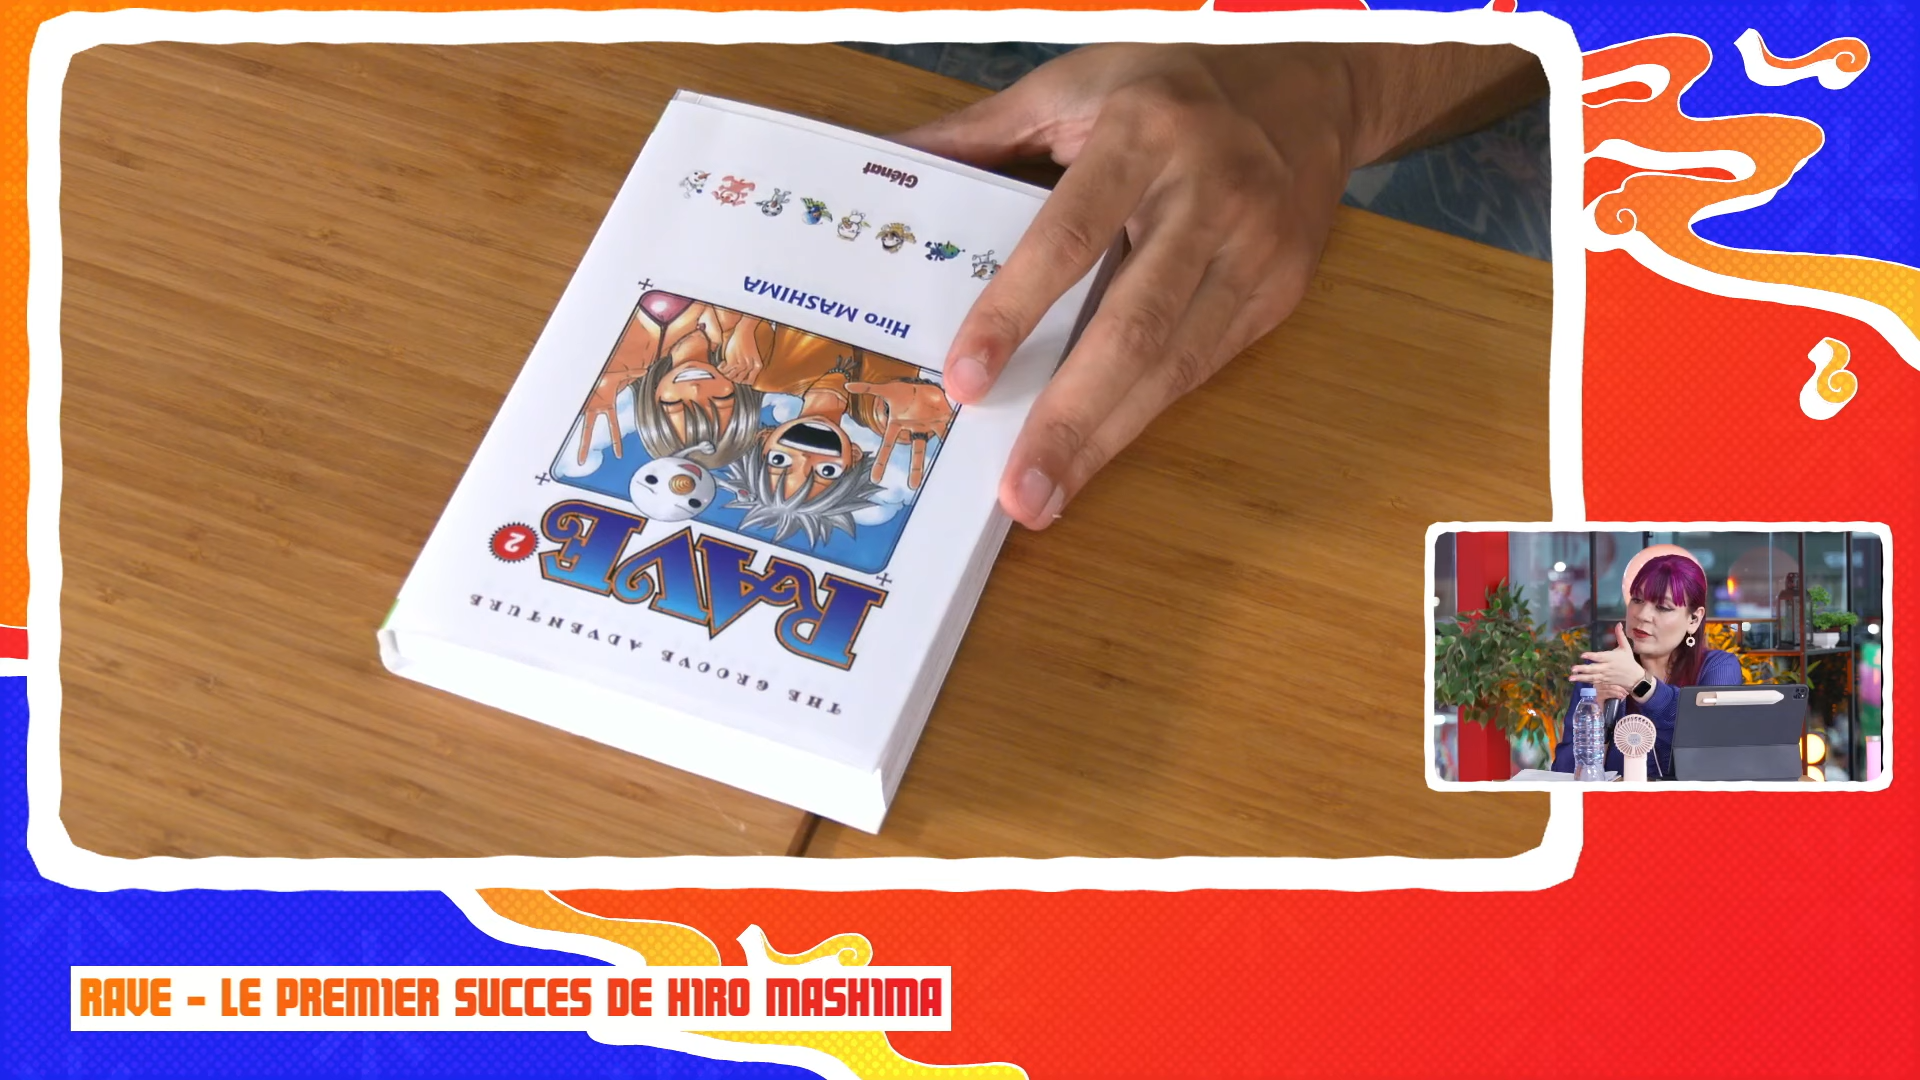 THE GROOVE ADVENTURE
RAVE
2
Hiro MASHIMA
Glénat
RAVE - LE PREMIER SUCCES DE HIRO MASHIMA